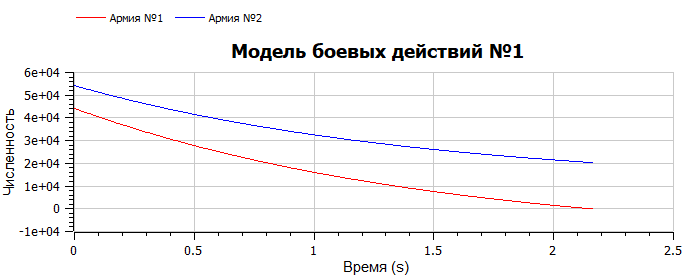 Армия №1 Армия №2
Модель боевых действий №1
Численность
6e+04
5e+04
4e+04
3e+04
2e+04
1e+04
0
-1e+04
0 0.5 1 1.5 2 2.5
Время (s)